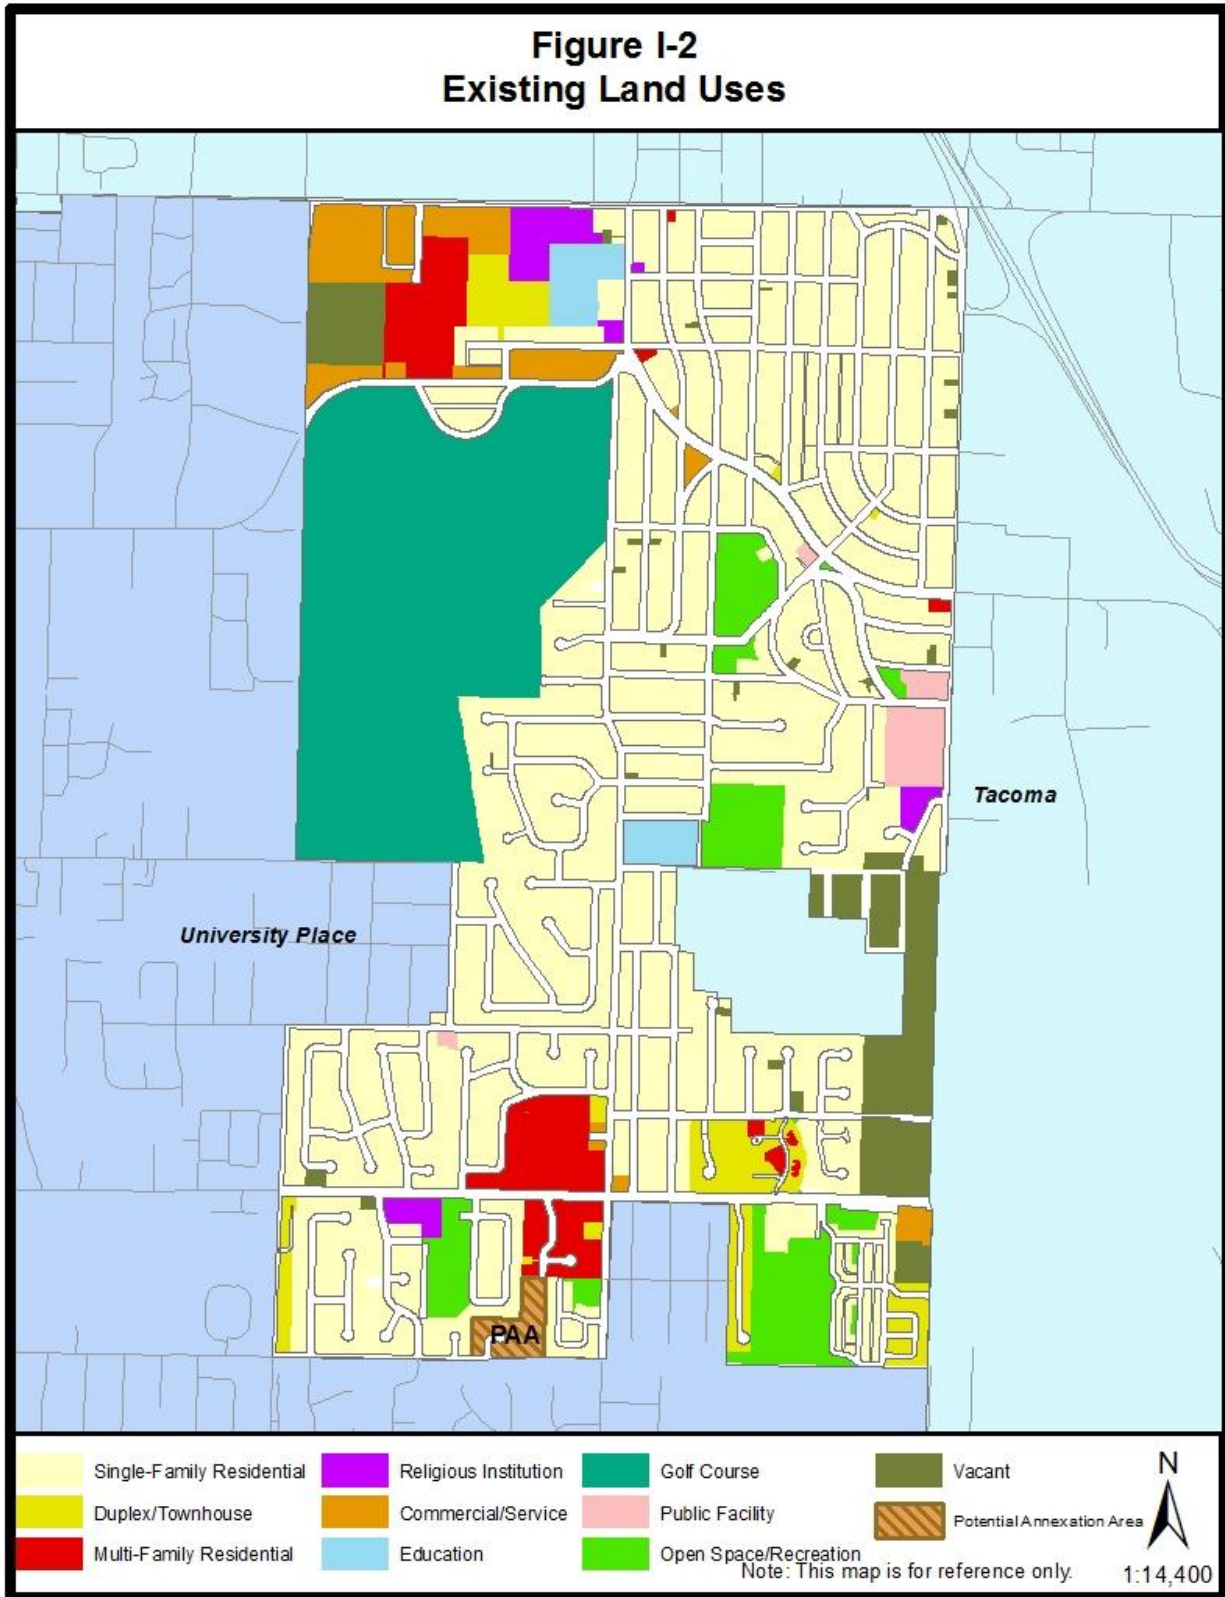 Figure I-2
Existing Land Uses
Tacoma
University Place
PAA
Single-Family Residential
Religious Institution
Golf Course
Vacant
N
Duplex/Townhouse
Commercial/Service
Public Facility
Potential Annexation Area
Multi-Family Residential
Education
Open Space/Recreation
Note: This map is for reference only.
1:14,400